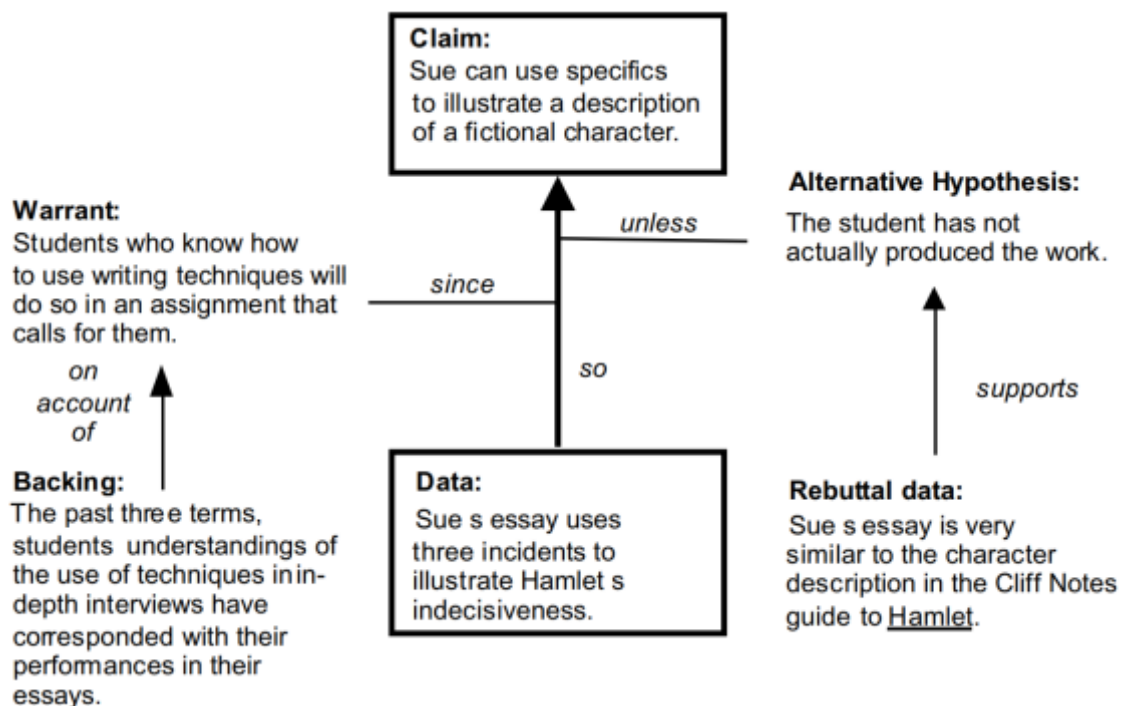 Claim:
Sue can use specifics
to illustrate a description
of a fictional character.
Warrant:
Students who know how
to use writing techniques will
do so in an assignment that
calls for them.
since
unless
Alternative Hypothesis:
The student has not
actually produced the work.
on
account
of
so
supports
Backing:
The past three terms,
students understandings of
the use of techniques in in-
depth interviews have
corresponded with their
performances in their
essays.
Data:
Sue s essay uses
three incidents to
illustrate Hamlet s
indecisiveness.
Rebuttal data:
Sue s essay is very
similar to the character
description in the Cliff Notes
guide to Hamlet.